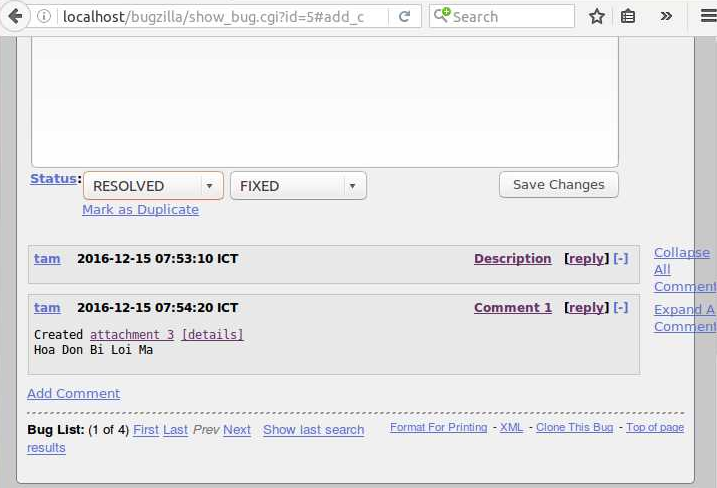 localhost/bugzilla/show_bug.cgi?id=5#add_c
Search
Status:
RESOLVED
FIXED
Save Changes
Mark as Duplicate
tam 2016-12-15 07:53:10 ICT Description [reply] [-]
Collapse
All
Comment
tam 2016-12-15 07:54:20 ICT Comment 1 [reply] [-]
Expand A
Comment
Created attachment 3 [details]
Hoa Don Bi Loi Ma
Add Comment
Bug List: (1 of 4) First Last Prev Next Show last search
results
Format For Printing - XML - Clone This Bug - Top of page